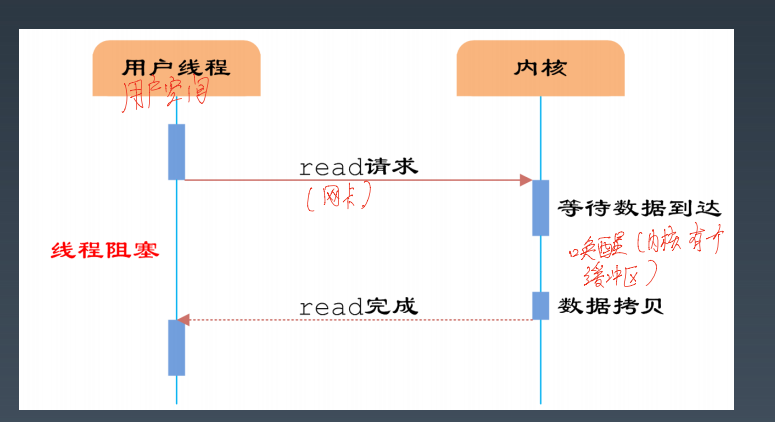 用户线程
内核
用户空间
read请求
(网卡)
等待数据到达
线程阻塞
唤醒(内核有个
缓冲区)
read完成
数据拷贝